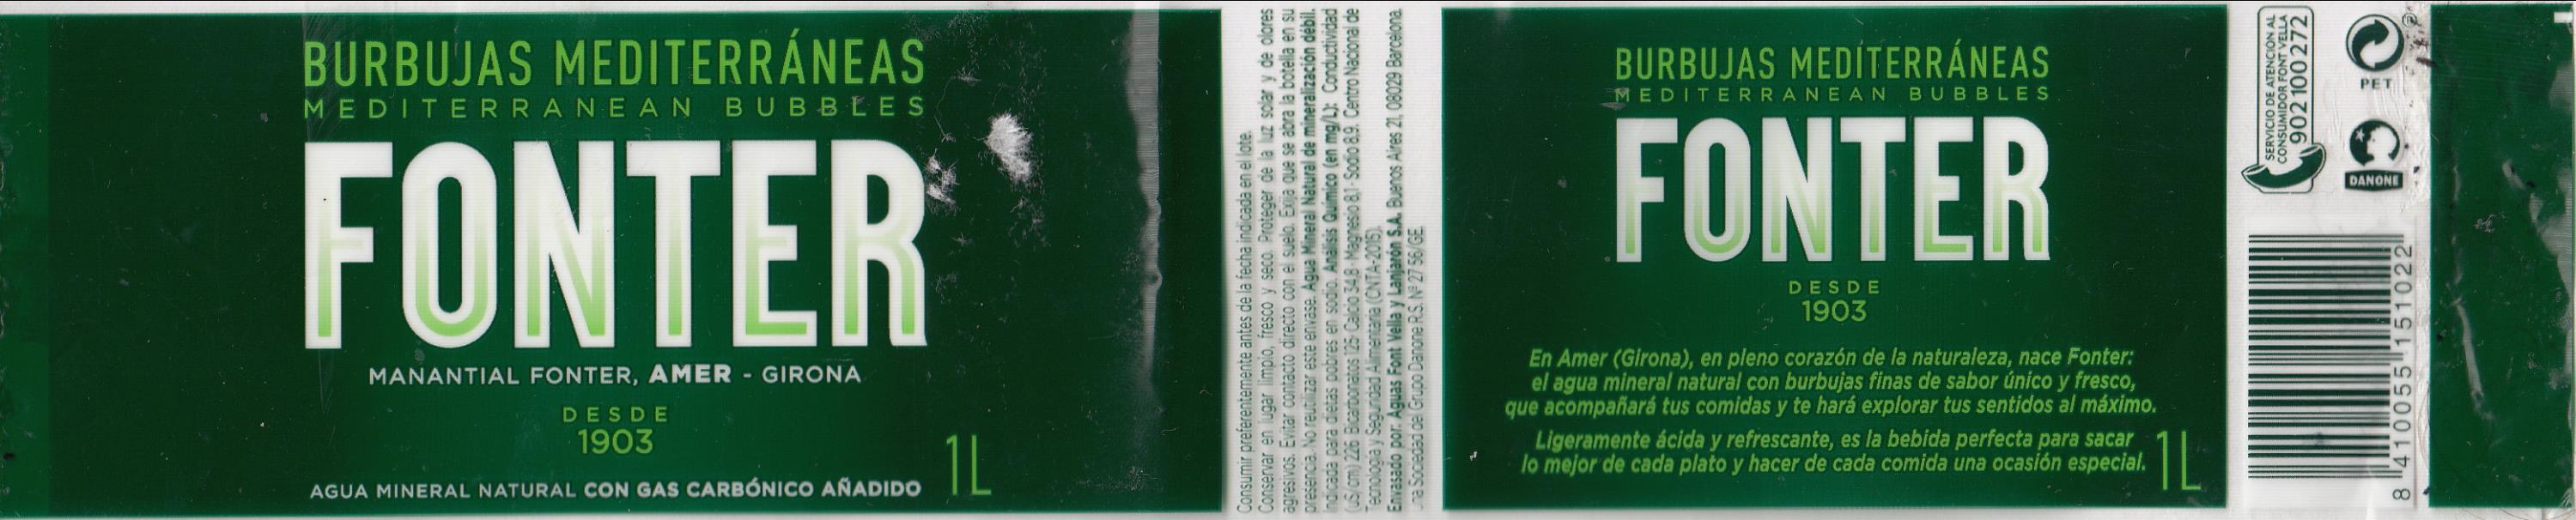 BURBUJAS MEDITERRÁNEAS
MEDITERRANEAN BUBBLES
FONTER
MANANTIAL FONTER, AMER - GIRONA
DESDE
1903
AGUA MINERAL NATURAL CON GAS CARBÓNICO AÑADIDO
1L
Consumir preferentemente antes de la fecha indicada en el lote.
Conservar en lugar limpio, fresco y seco. Proteger de la luz solar y de olores
agresivos. Evitar contacto directo con el suelo. Exija que se abra la botella en su
presencia. No reutilizar este envase. Agua Mineral Natural de mineralización débil.
Indicada para dietas pobres en sodio. Análisis Químico (en mg/L): Conductividad
(uS/cm) 226 Bicarbonatos 125 Calcio 34,8 Magnesio 8,1 Sodio 8,9. Centro Nacional de
Tecnología y Seguridad Alimentaria (CNTA-2015).
Envasado por: Aguas Font Vella y Lanjarón S.A. Buenos Aires 21, 08029 Barcelona.
una Sociedad del Grupo Danone R.S. Nº 27 56/GE
BURBUJAS MEDITERRÁNEAS
MEDITERRANEAN BUBBLES
FONTER
DESDE
1903
En Amer (Girona), en pleno corazón de la naturaleza, nace Fonter:
el agua mineral natural con burbujas finas de sabor único y fresco,
que acompañará tus comidas y te hará explorar tus sentidos al máximo.
Ligeramente ácida y refrescante, es la bebida perfecta para sacar
lo mejor de cada plato y hacer de cada comida una ocasión especial.
1L
SERVICIO DE ATENCIÓN AL
CONSUMIDOR FONT VELLA
902 100 272
PET
DANONE
8 410055 151022